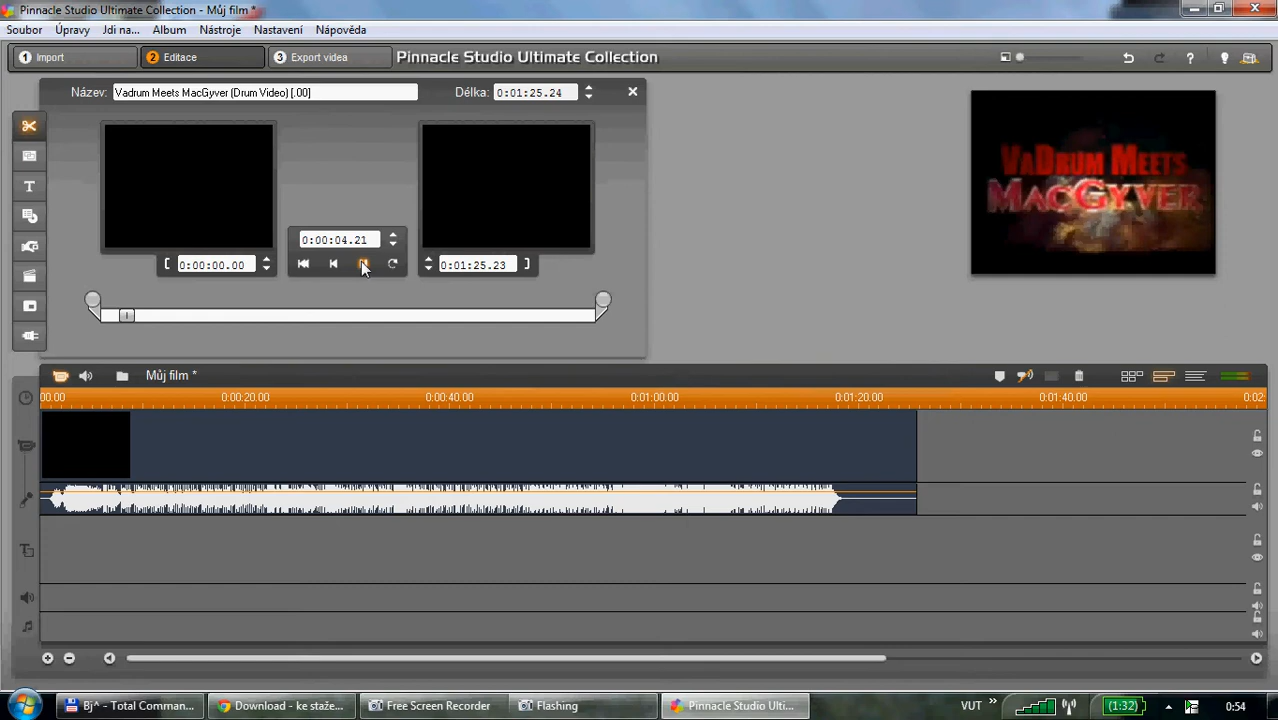 Pinnacle Studio Ultimate Collection - Můj film *
Soubor Úpravy Jdi na... Album Nástroje Nastavení Nápověda
1 Import 2 Editace 3 Export videa Pinnacle Studio Ultimate Collection ?
Název: Vadrum Meets MacGyver (Drum Video) [.00] Délka: 0:01:25.24
VADRUM MEETS
MACGYVER
T
0:00:04.21
[ 0:00:00.00 0:01:25.23 ]
Můj film *
00.00 0:00:20.00 0:00:40.00 0:01:00.00 0:01:20.00 0:01:40.00 0:02:
Bj^ - Total Comman... Download - ke staže... Free Screen Recorder Flashing Pinnacle Studio Ulti... VUT » (1:32) 0:54